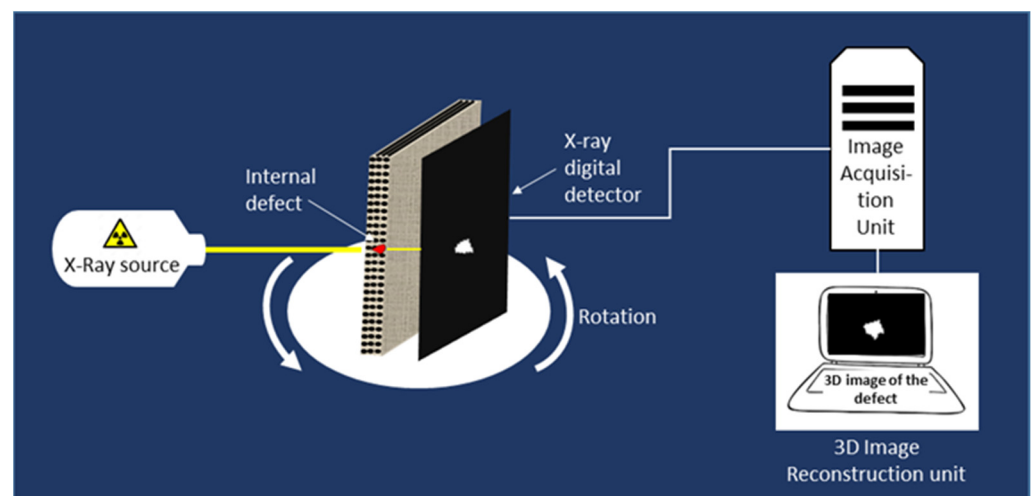 Internal
defect
X-Ray source
X-ray
digital
detector
Rotation
Image
Acquisi-
tion
Unit
3D image of the
defect
3D Image
Reconstruction unit